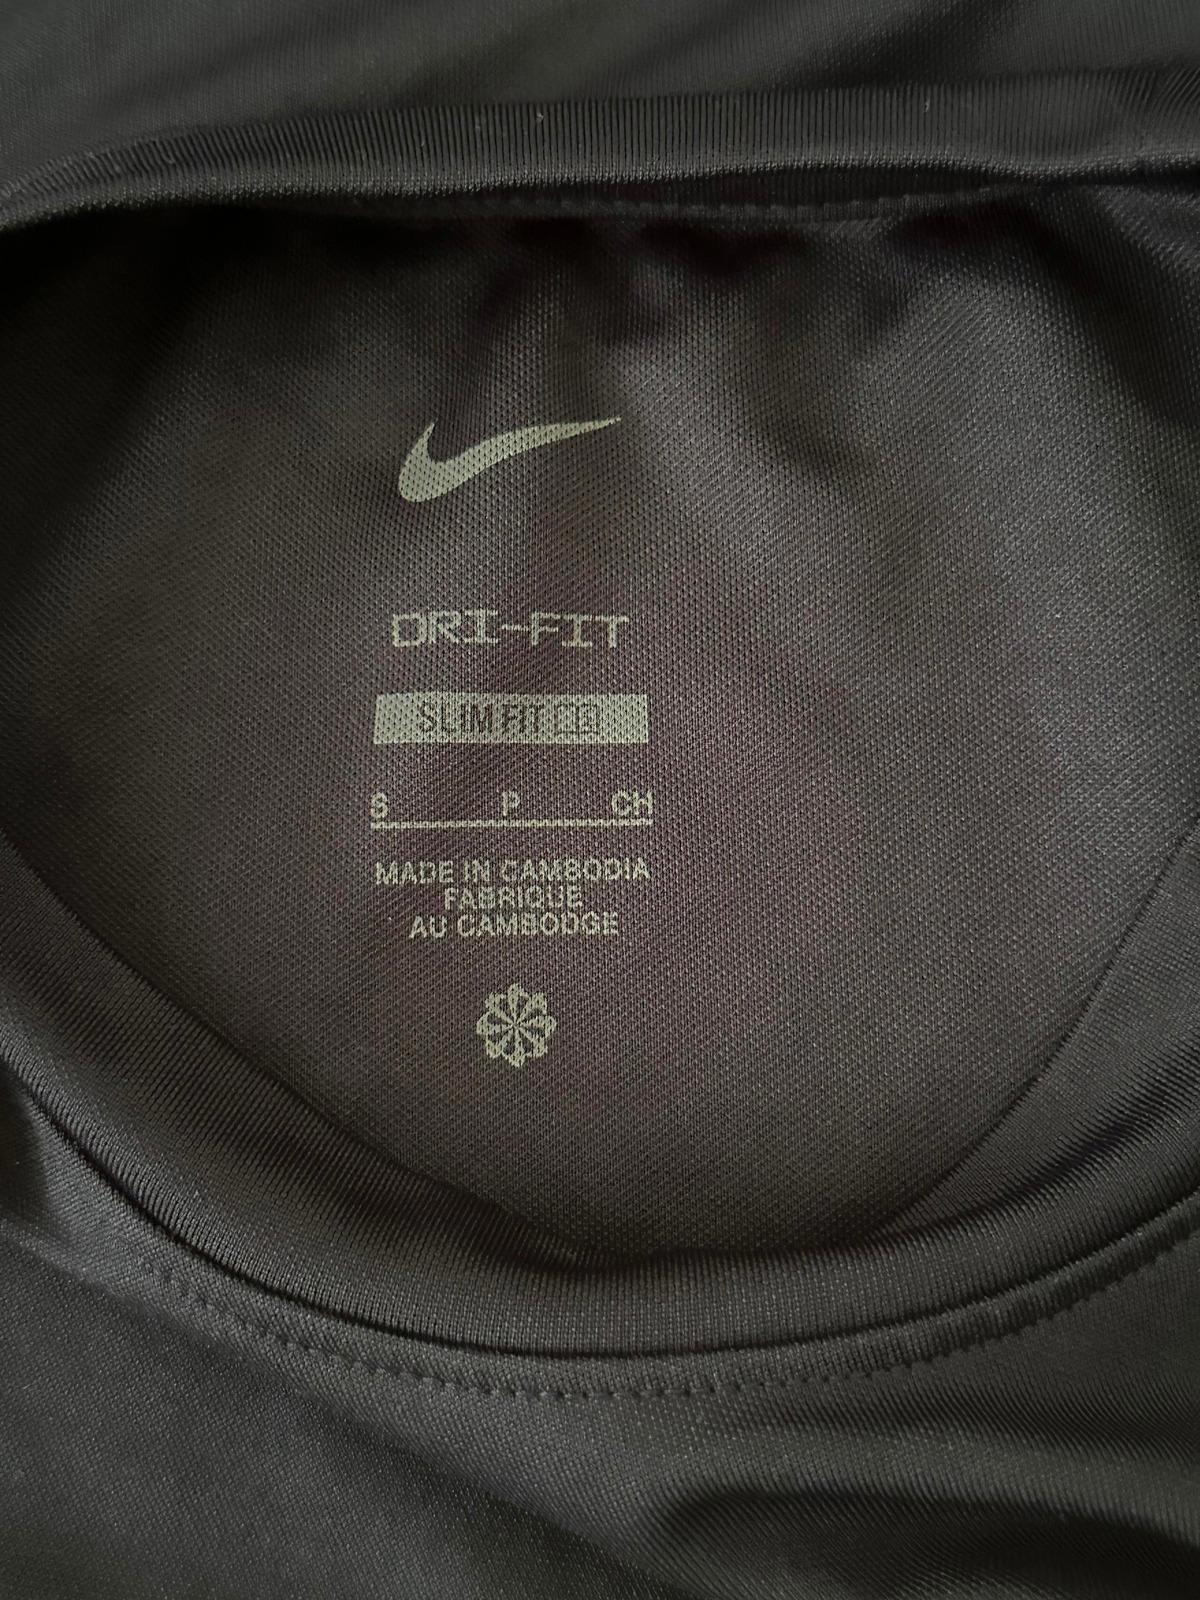 DRI-FIT
SLIM FIT
S P CH
MADE IN CAMBODIA
FABRIQUE
AU CAMBODGE